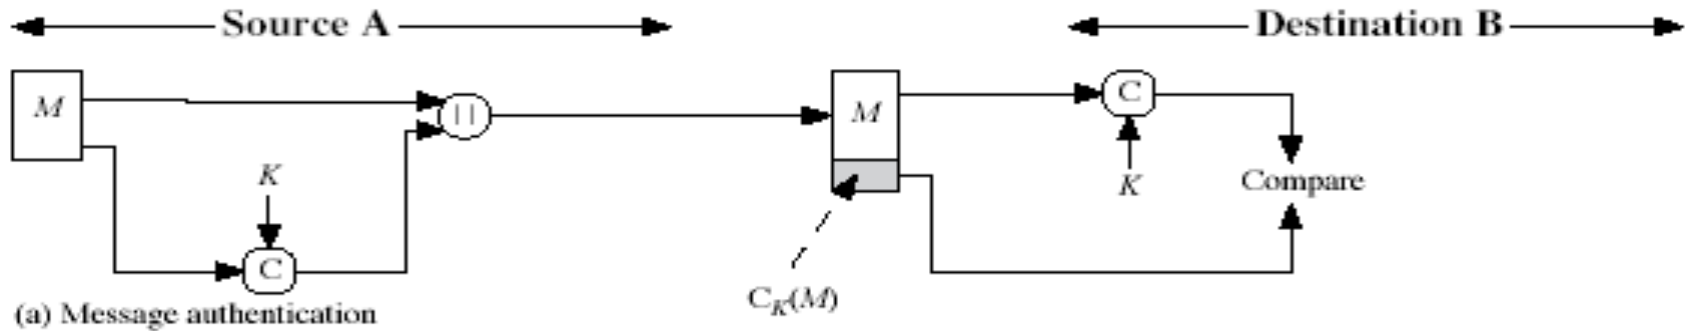 Source A
Destination B
M
||
M
C
K
K
Compare
C
C_K(M)
(a) Message authentication